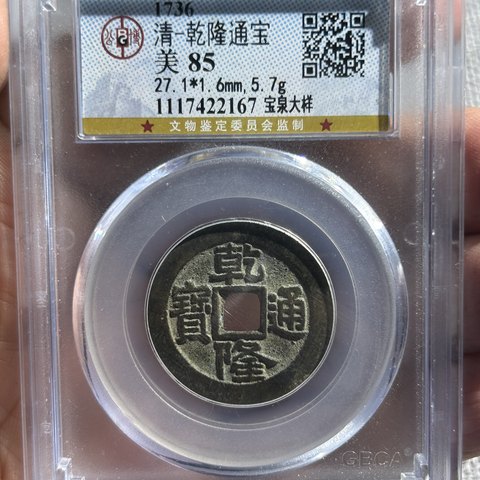 1736
清-乾隆通宝
美 85
27.1*1.6mm,5.7g
1117422167 宝泉大样
★ 文物鉴定委员会监制 ★
乾隆通寶
GBCA®